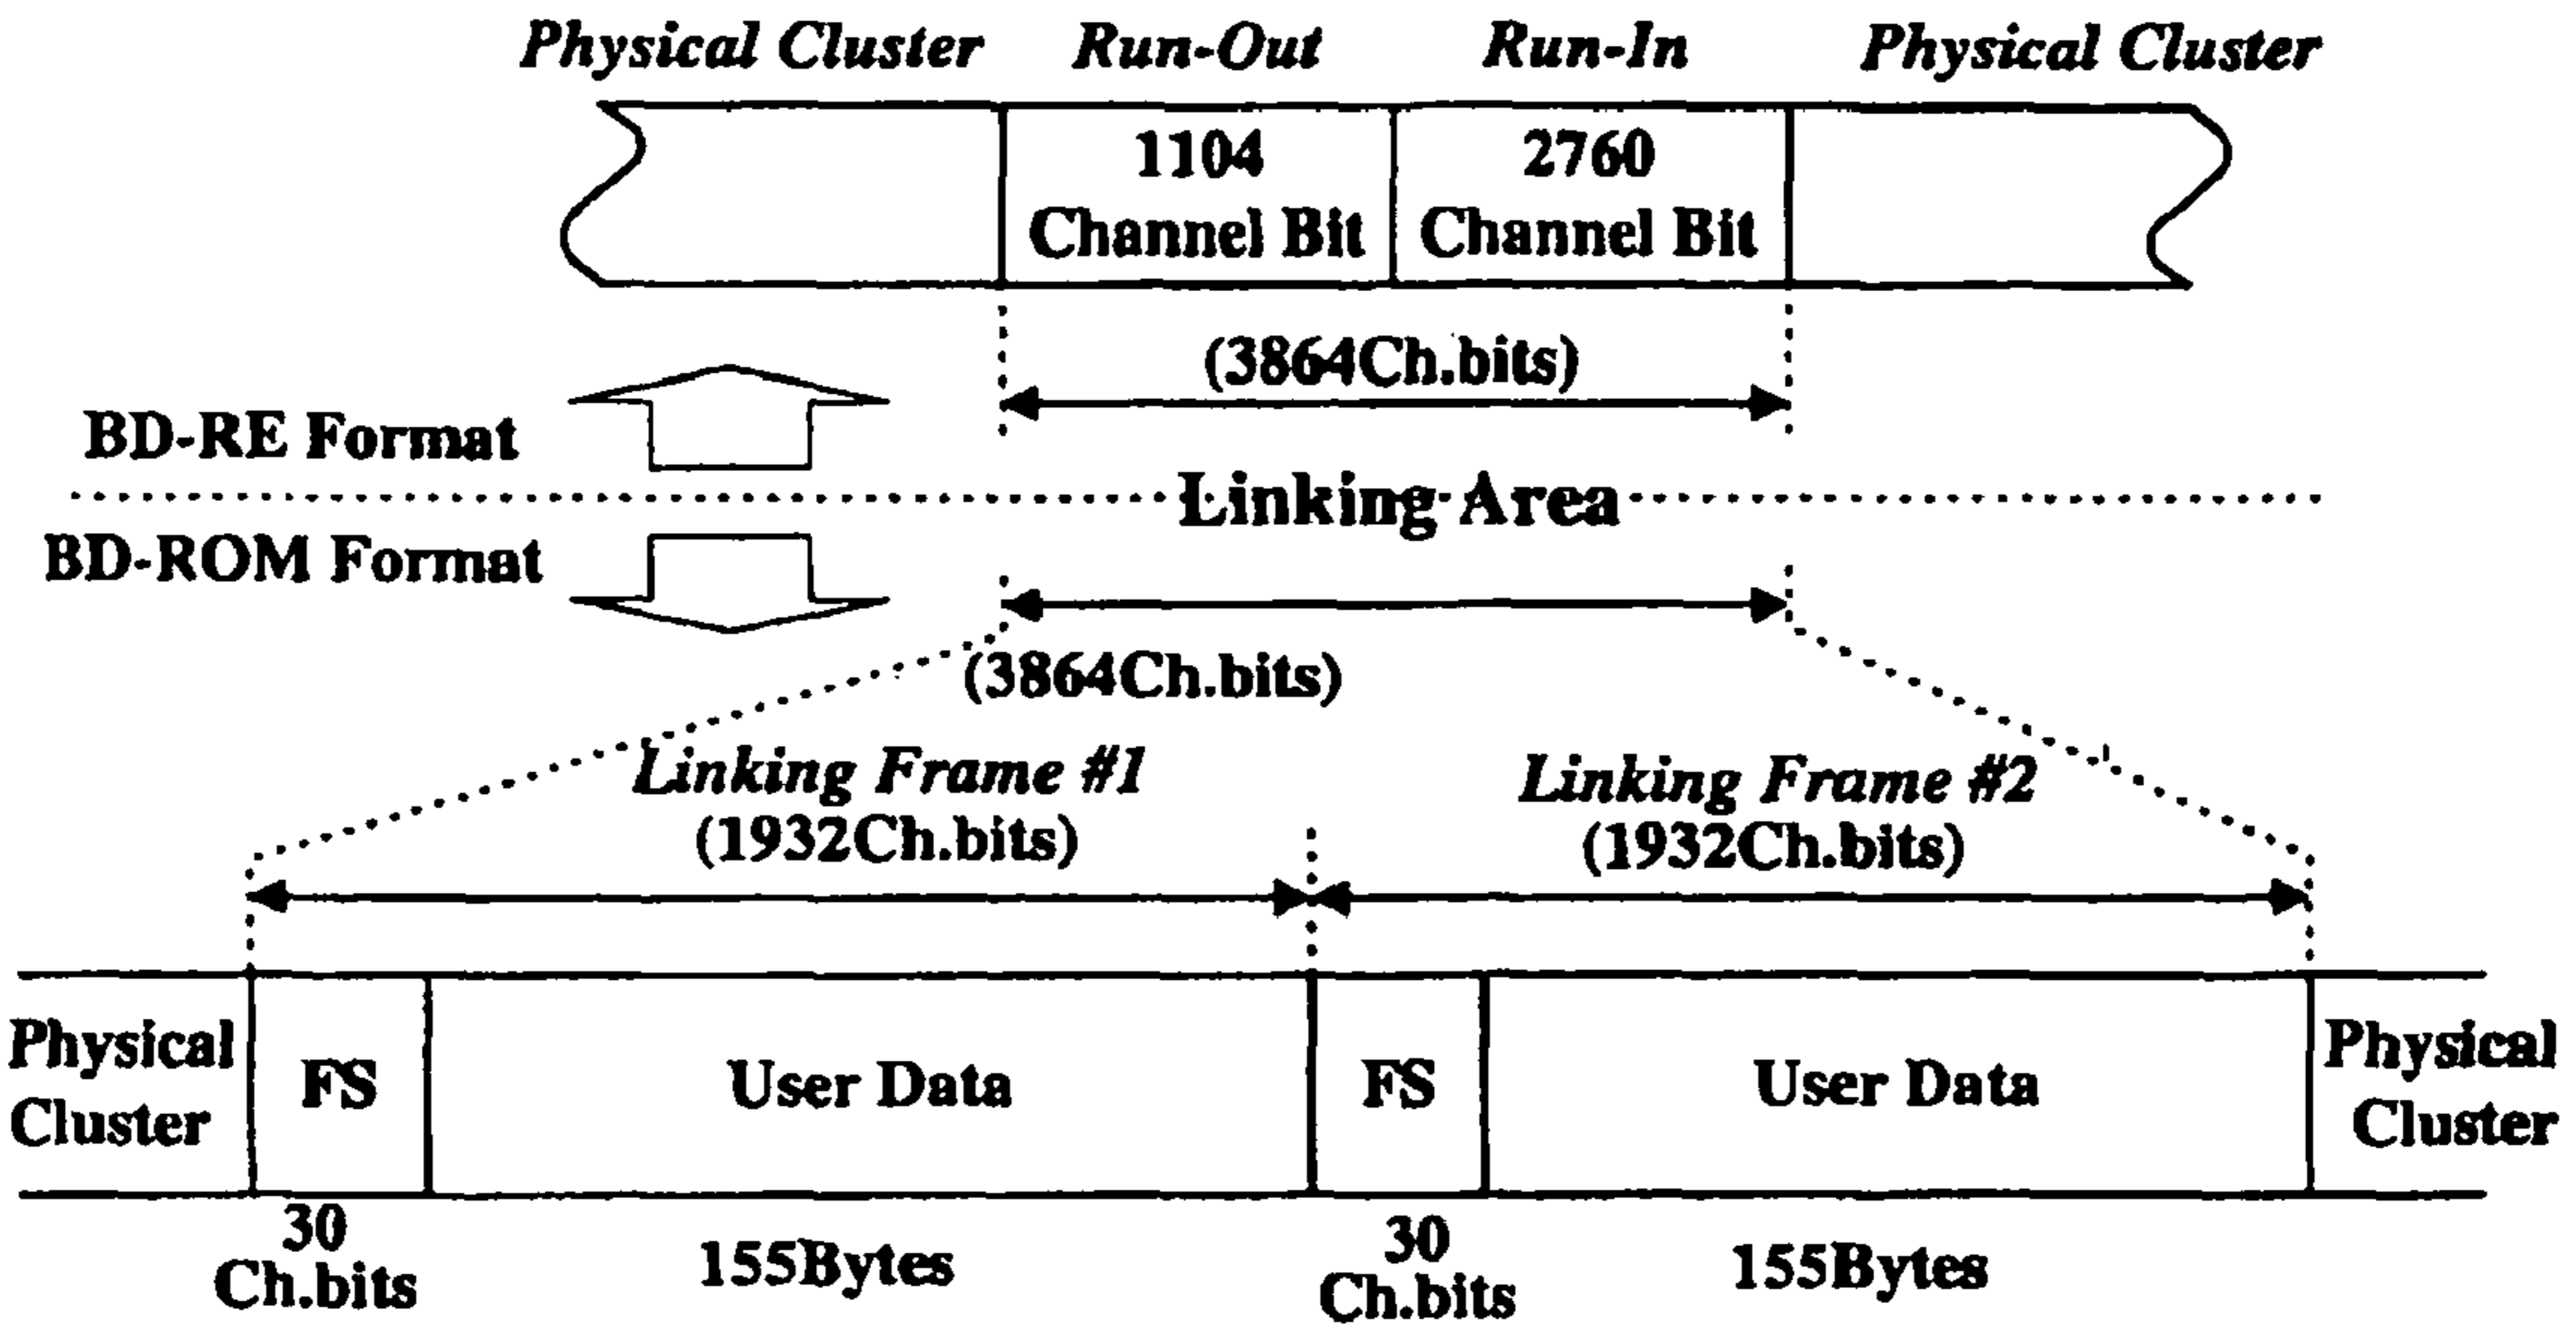 Physical Cluster Run-Out Run-In Physical Cluster
1104 2760
Channel Bit Channel Bit
(3864Ch.bits)
BD-RE Format
Linking Area
BD-ROM Format
(3864Ch.bits)
Linking Frame #1 Linking Frame #2
(1932Ch.bits) (1932Ch.bits)
Physical Physical
FS User Data FS User Data
Cluster Cluster
30 30
155Bytes 155Bytes
Ch.bits Ch.bits